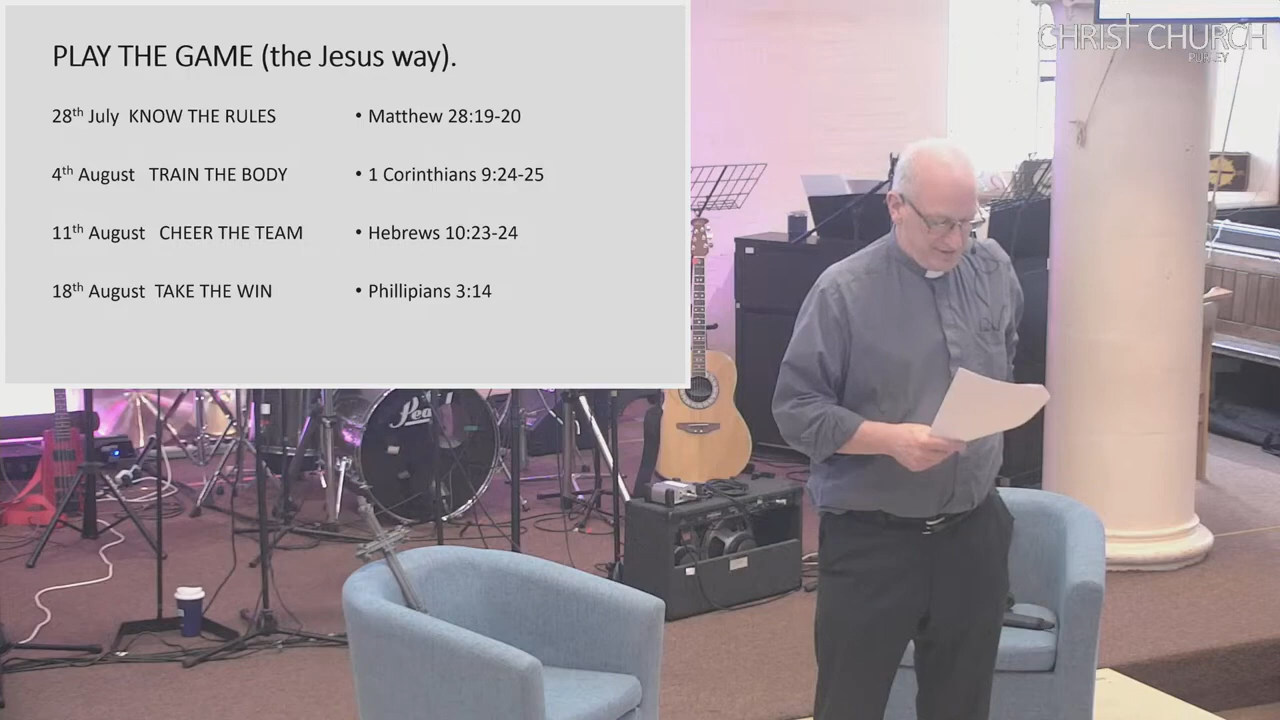 PLAY THE GAME (the Jesus way).
28th July KNOW THE RULES • Matthew 28:19-20
4th August TRAIN THE BODY • 1 Corinthians 9:24-25
11th August CHEER THE TEAM • Hebrews 10:23-24
18th August TAKE THE WIN • Phillipians 3:14
CHRIST CHURCH
PURLEY
Pea